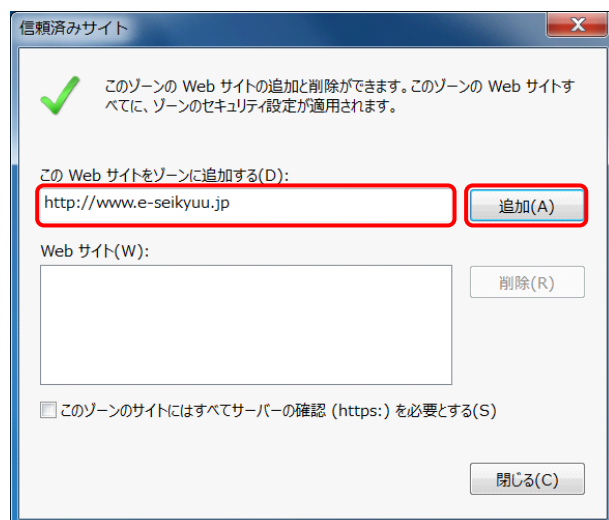 信頼済みサイト
X
このゾーンの Web サイトの追加と削除ができます。このゾーンの Web サイトす
べてに、ゾーンのセキュリティ設定が適用されます。
この Web サイトをゾーンに追加する(D):
http://www.e-seikyuu.jp
追加(A)
Web サイト(W):
削除(R)
このゾーンのサイトにはすべてサーバーの確認 (https:) を必要とする(S)
閉じる(C)